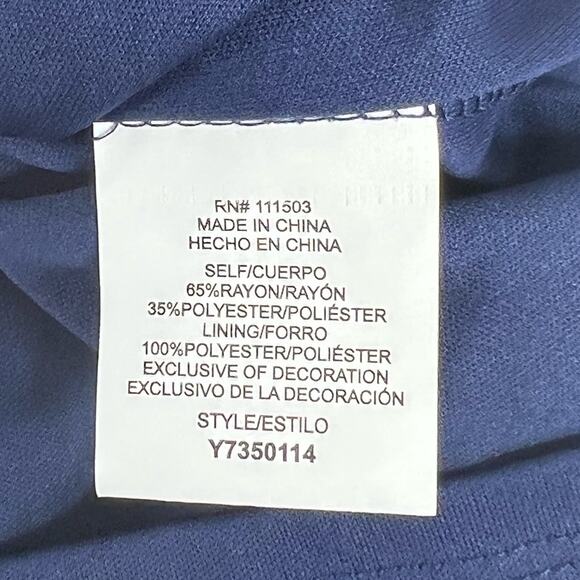 RN# 111503
MADE IN CHINA
HECHO EN CHINA
SELF/CUERPO
65%RAYON/RAYÓN
35%POLYESTER/POLIÉSTER
LINING/FORRO
100%POLYESTER/POLIÉSTER
EXCLUSIVE OF DECORATION
EXCLUSIVO DE LA DECORACIÓN
STYLE/ESTILO
Y7350114